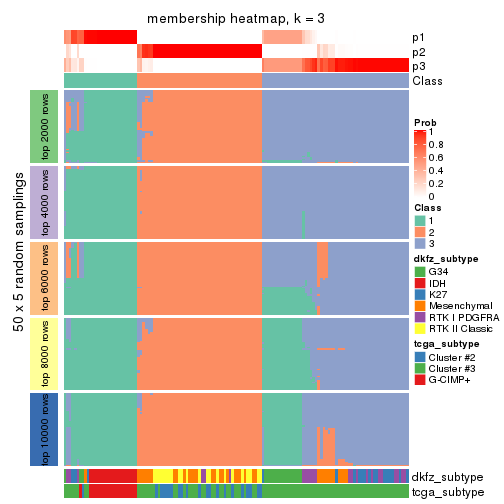 membership heatmap, k = 3
p1
p2
p3
Class
50 x 5 random samplings
top 2000 rows
top 4000 rows
top 6000 rows
top 8000 rows
top 10000 rows
dkfz_subtype
tcga_subtype
Prob
1
0.8
0.6
0.4
0.2
0
Class
1
2
3
dkfz_subtype
G34
IDH
K27
Mesenchymal
RTK I PDGFRA
RTK II Classic
tcga_subtype
Cluster #2
Cluster #3
G-CIMP+